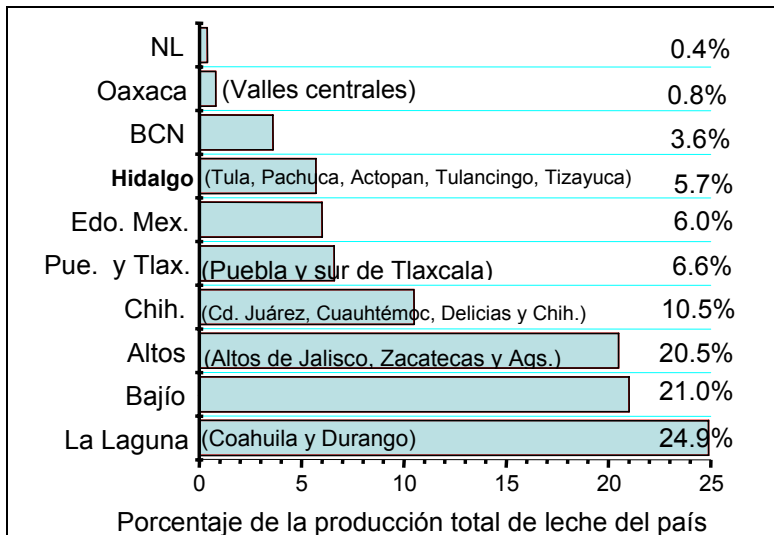 NL 0.4%
Oaxaca (Valles centrales) 0.8%
BCN 3.6%
Hidalgo (Tula, Pachuca, Actopan, Tulancingo, Tizayuca) 5.7%
Edo. Mex. 6.0%
Pue. y Tlax. (Puebla y sur de Tlaxcala) 6.6%
Chih. (Cd. Juárez, Cuauhtémoc, Delicias y Chih.) 10.5%
Altos (Altos de Jalisco, Zacatecas y Ags.) 20.5%
Bajío 21.0%
La Laguna (Coahuila y Durango) 24.9%
0 5 10 15 20 25
Porcentaje de la producción total de leche del país